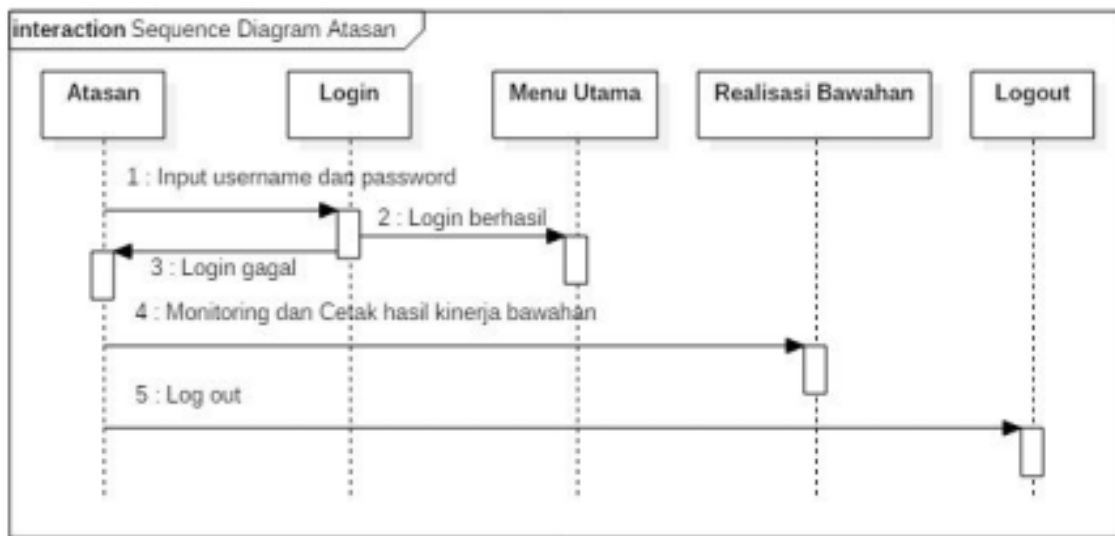 interaction Sequence Diagram Atasan
Atasan
Login
Menu Utama
Realisasi Bawahan
Logout
1 : Input username dan password
2 : Login berhasil
3 : Login gagal
4 : Monitoring dan Cetak hasil kinerja bawahan
5 : Log out